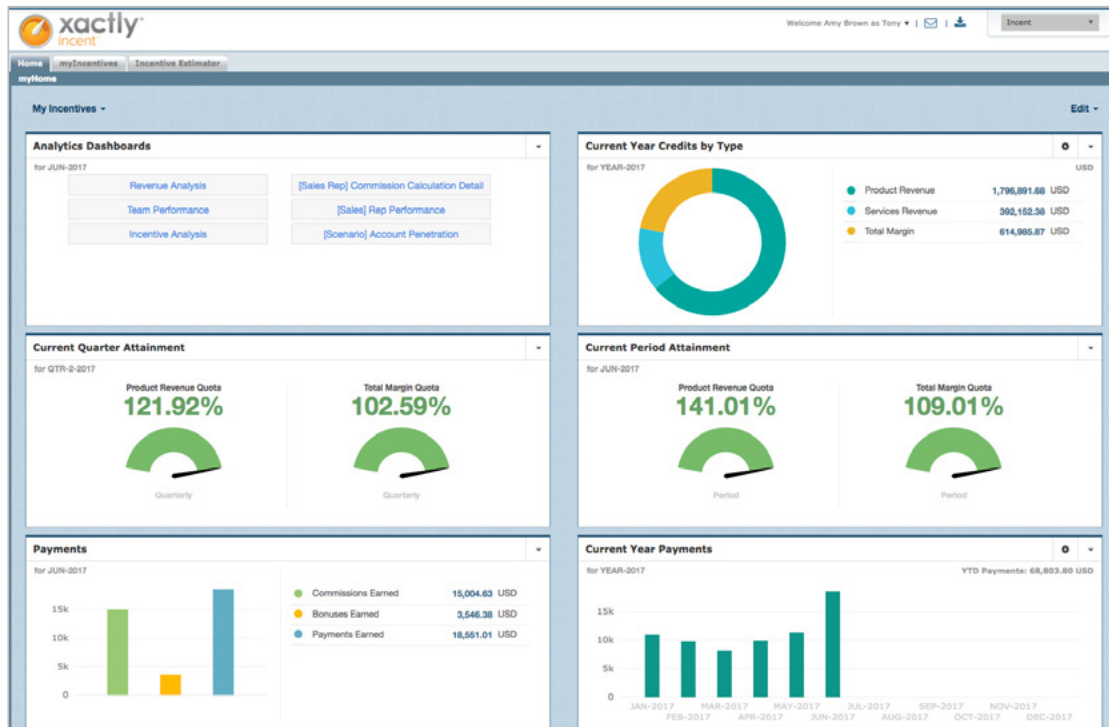 xactly
incent
Welcome Amy Brown as Tony
Incent
Home myIncentives Incentive Estimator
myHome
My Incentives
Edit
Analytics Dashboards
for JUN-2017
Revenue Analysis [Sales Rep] Commission Calculation Detail
Team Performance [Sales] Rep Performance
Incentive Analysis [Scenario] Account Penetration
Current Year Credits by Type
for YEAR-2017 USD
Product Revenue 1,796,891.68 USD
Services Revenue 392,152.36 USD
Total Margin 614,985.87 USD
Current Quarter Attainment
for QTR-2-2017
Product Revenue Quota Total Margin Quota
121.92% 102.59%
Quarterly Quarterly
Current Period Attainment
for JUN-2017
Product Revenue Quota Total Margin Quota
141.01% 109.01%
Period Period
Payments
for JUN-2017
15k
10k
5k
0
Commissions Earned 15,004.63 USD
Bonuses Earned 3,546.38 USD
Payments Earned 18,551.01 USD
Current Year Payments
for YEAR-2017 YTD Payments: 68,803.80 USD
15k
10k
5k
0
JAN-2017 MAR-2017 MAY-2017 JUL-2017 SEP-2017 NOV-2017
FEB-2017 APR-2017 JUN-2017 AUG-2017 OCT-2017 DEC-2017